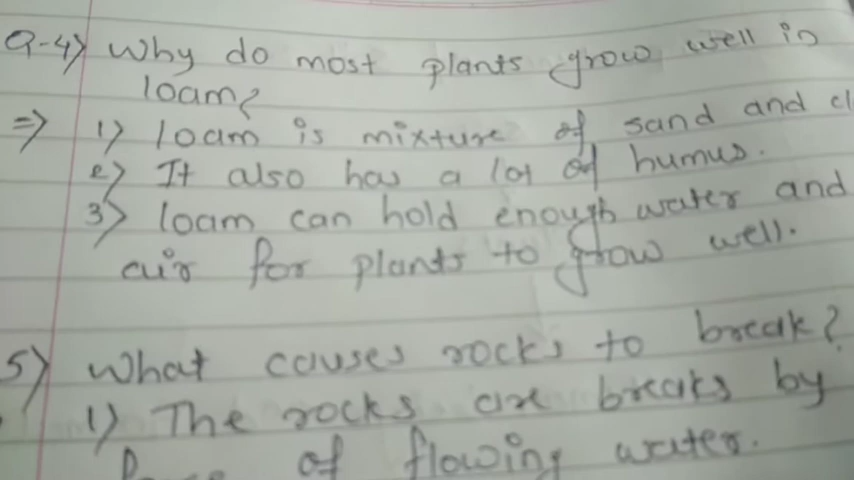 Q-4) Why do most plants grow well in
loam?
⇒ 1) loam is mixture of sand and
2) It also has a lot of humus.
3) loam can hold enough water and
air for plants to grow well.
5) What causes rocks to break?
1) The rocks are breaks by
of flowing water.